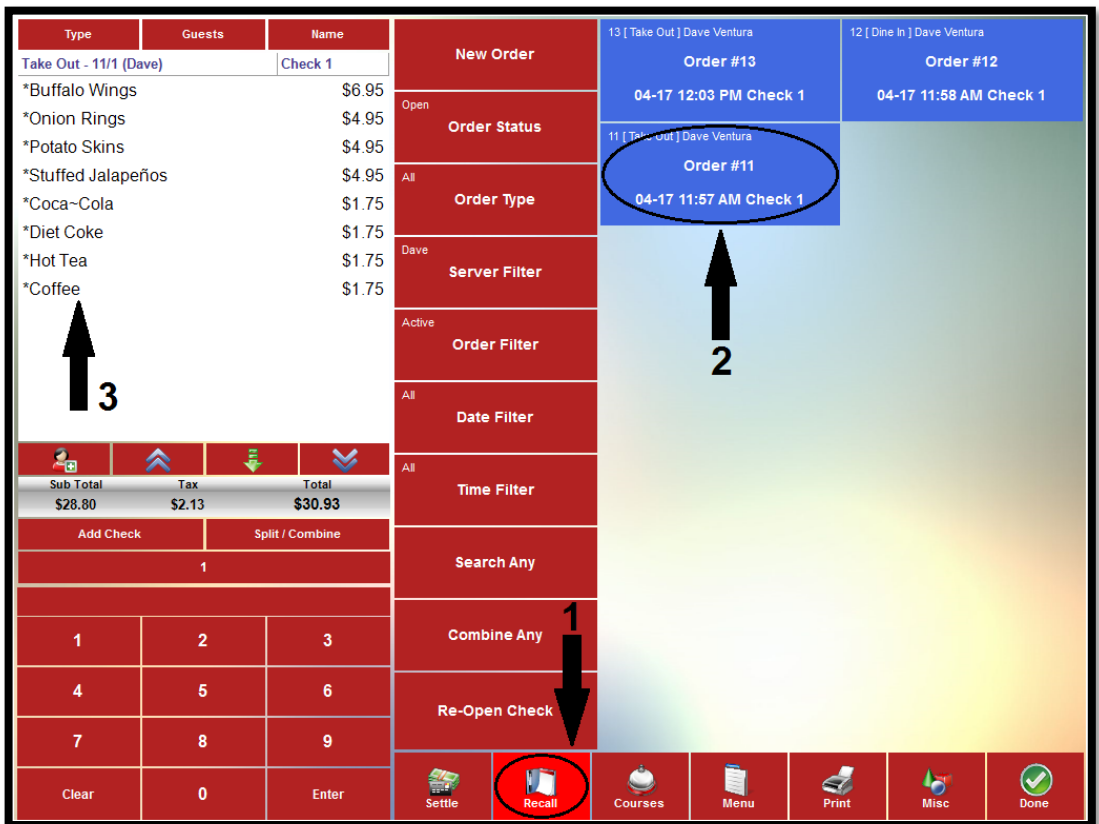 Type Guests Name
Take Out - 11/1 (Dave) Check 1
*Buffalo Wings $6.95
*Onion Rings $4.95
*Potato Skins $4.95
*Stuffed Jalapeños $4.95
*Coca~Cola $1.75
*Diet Coke $1.75
*Hot Tea $1.75
*Coffee $1.75
3
Sub Total Tax Total
$28.80 $2.13 $30.93
Add Check Split / Combine
1
1 2 3
4 5 6
7 8 9
Clear 0 Enter
New Order
Open
Order Status
All
Order Type
Dave
Server Filter
Active
Order Filter
All
Date Filter
All
Time Filter
Search Any
Combine Any
1
Re-Open Check
13 [ Take Out ] Dave Ventura
Order #13
04-17 12:03 PM Check 1
12 [ Dine In ] Dave Ventura
Order #12
04-17 11:58 AM Check 1
11 [ Take Out ] Dave Ventura
Order #11
04-17 11:57 AM Check 1
2
Settle Recall Courses Menu Print Misc Done